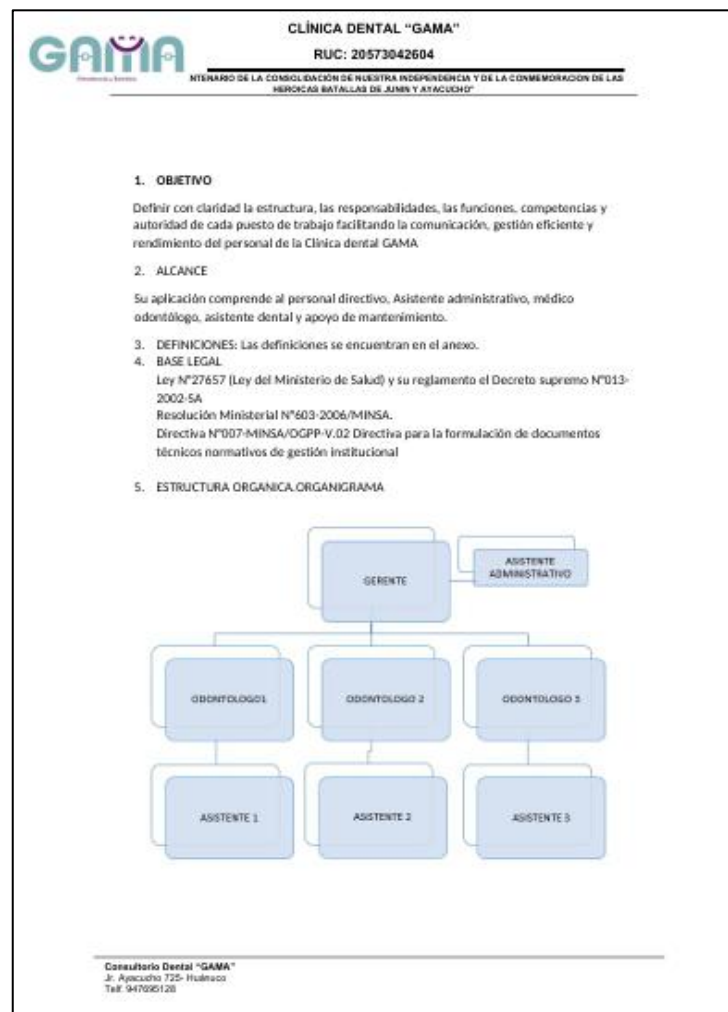 CLÍNICA DENTAL "GAMA"
GAMA
RUC: 20573042604
NTENARIO DE LA CONSOLIDACIÓN DE NUESTRA INDEPENDENCIA Y DE LA CONMEMORACION DE LAS
HEROICAS BATALLAS DE JUNIN Y AYACUCHO"
1. OBJETIVO
Definir con claridad la estructura, las responsabilidades, las funciones, competencias y
autoridad de cada puesto de trabajo facilitando la comunicación, gestión eficiente y
rendimiento del personal de la Clínica dental GAMA
2. ALCANCE
Su aplicación comprende al personal directivo, Asistente administrativo, médico
odontólogo, asistente dental y apoyo de mantenimiento.
3. DEFINICIONES: Las definiciones se encuentran en el anexo.
4. BASE LEGAL
Ley N°27657 (Ley del Ministerio de Salud) y su reglamento el Decreto supremo N°013-
2002-SA
Resolución Ministerial N°603-2006/MINSA.
Directiva N°007-MINSA/OGPP-V.02 Directiva para la formulación de documentos
técnicos normativos de gestión institucional
5. ESTRUCTURA ORGANICA.ORGANIGRAMA
GERENTE
ASISTENTE
ADMINISTRATIVO
ODONTOLOGO1
ODONTOLOGO 2
ODONTOLOGO 3
ASISTENTE 1
ASISTENTE 2
ASISTENTE 3
Consultorio Dental "GAMA"
Jr. Ayacucho 725- Huánuco
Telf. 947695128